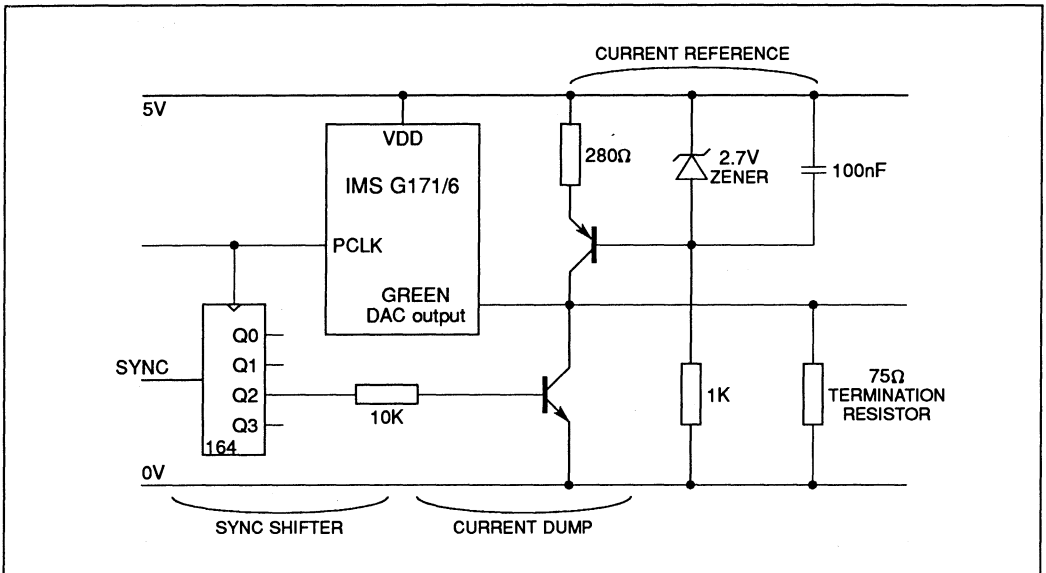 CURRENT REFERENCE
5V
VDD
IMS G171/6
280Ω
2.7V
ZENER
100nF
PCLK
GREEN
DAC output
Q0
Q1
Q2
Q3
164
SYNC
10K
1K
75Ω
TERMINATION
RESISTOR
0V
SYNC SHIFTER
CURRENT DUMP